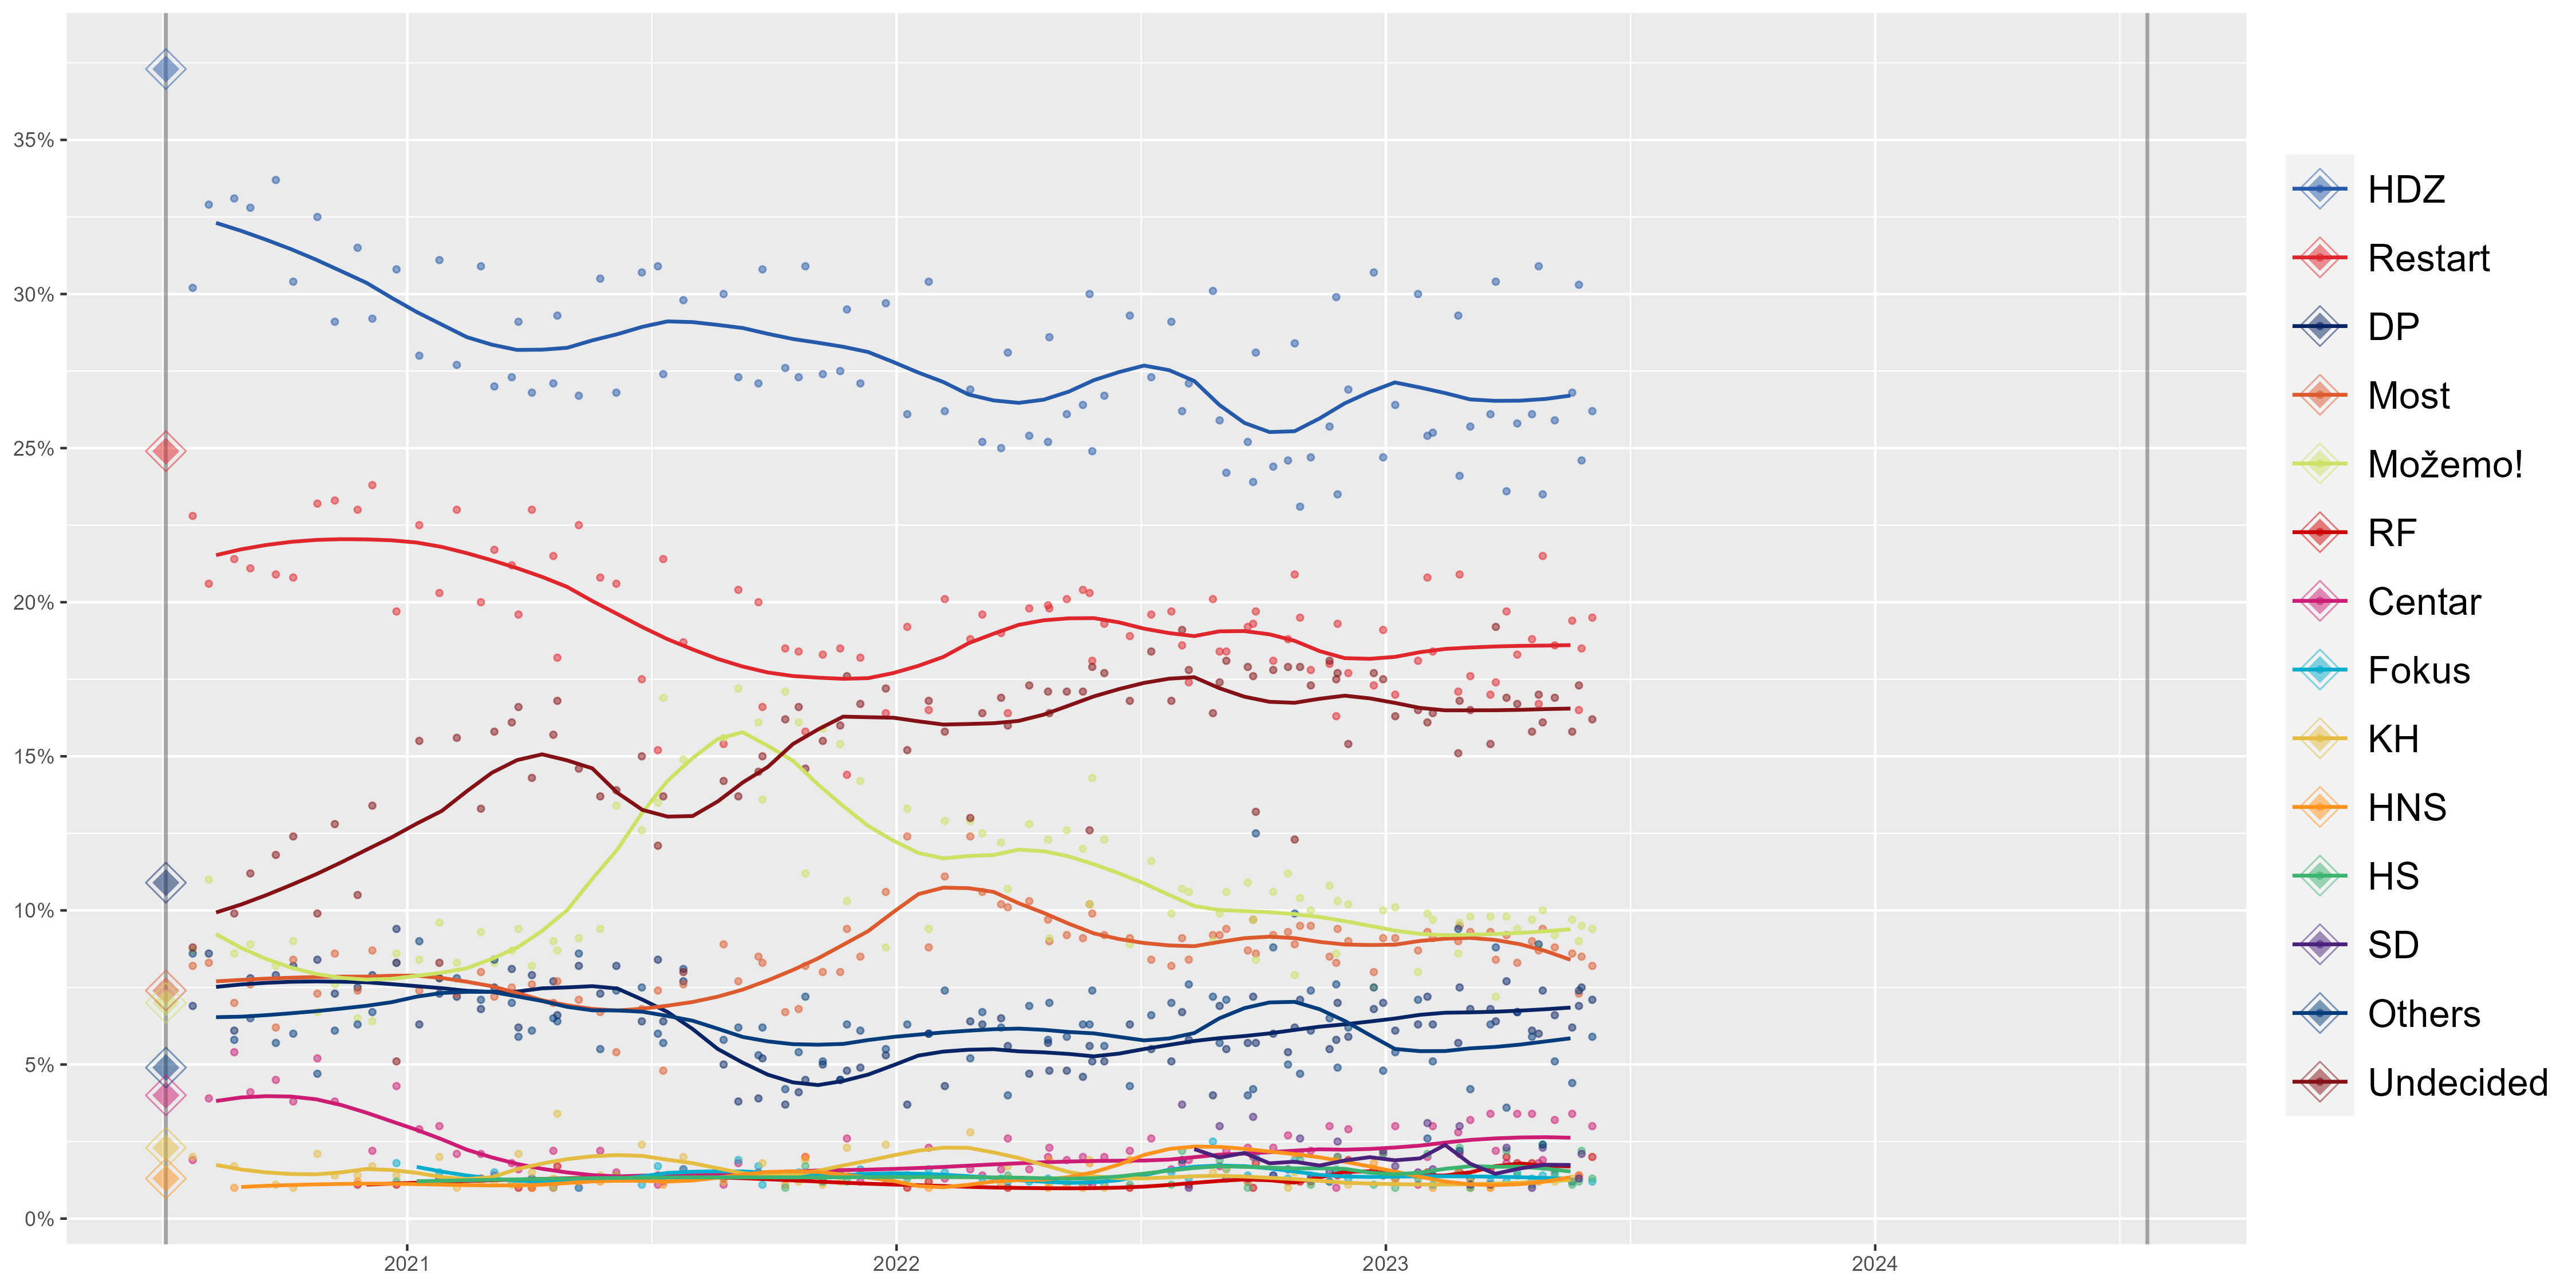 35%
30%
25%
20%
15%
10%
5%
0%
2021
2022
2023
2024
HDZ
Restart
DP
Most
Možemo!
RF
Centar
Fokus
KH
HNS
HS
SD
Others
Undecided